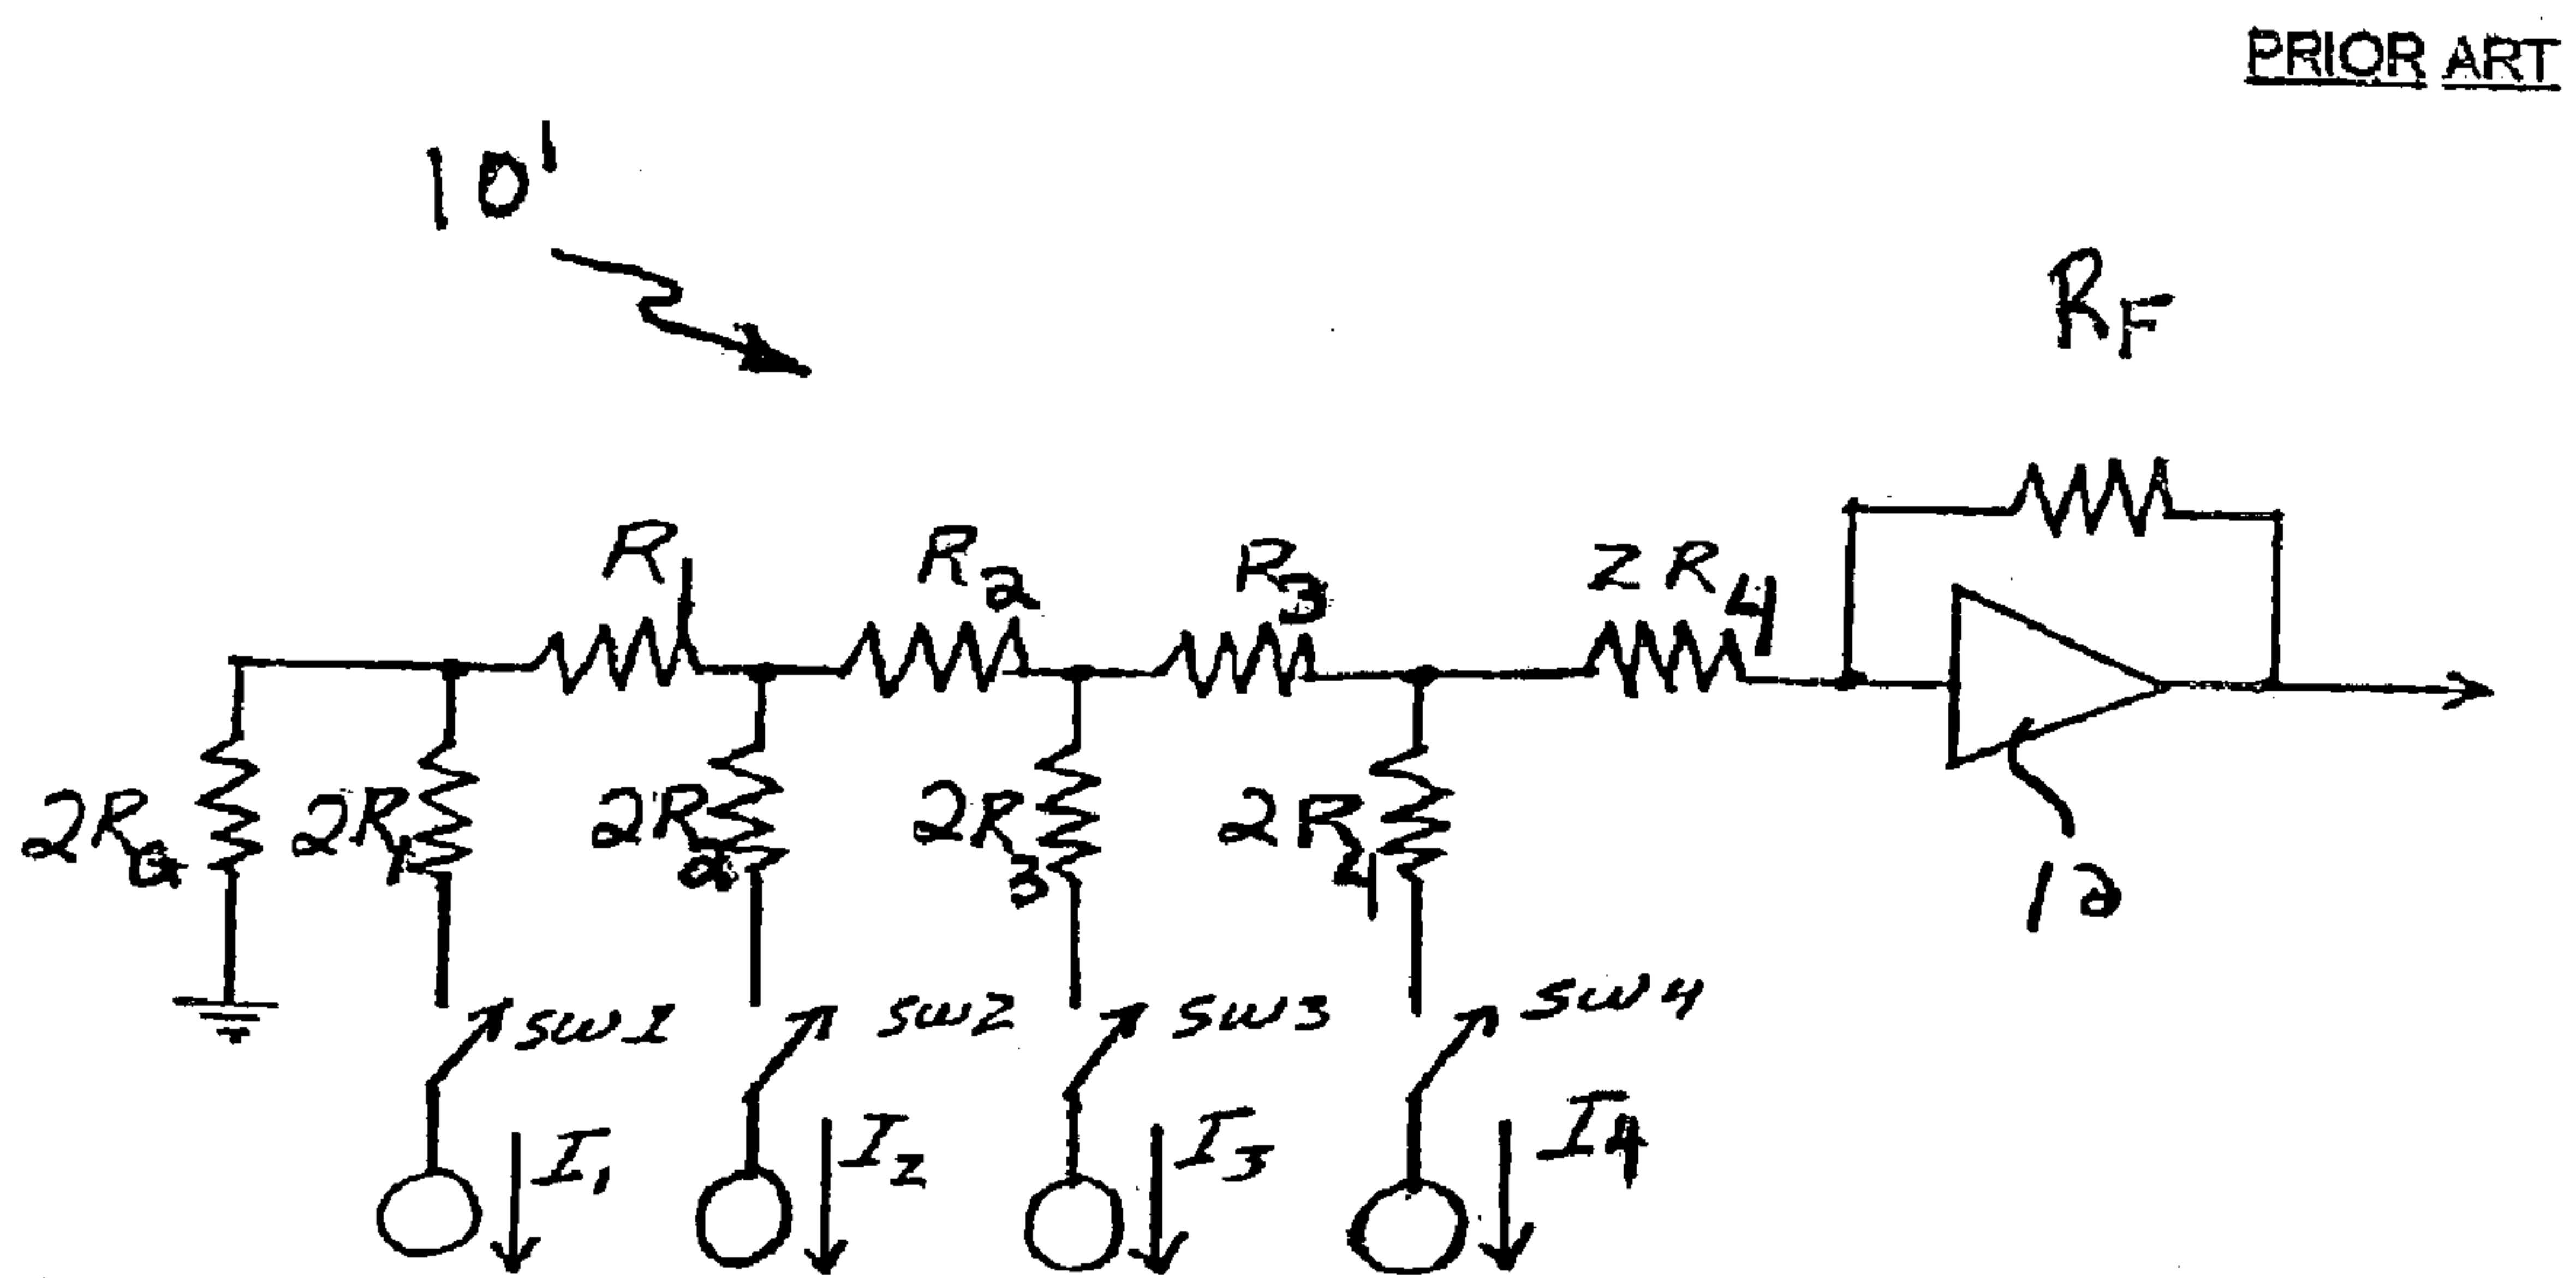 PRIOR ART
10'
RF
R1
R2
R3
2R4
2RG
2R1
2R2
2R3
2R4
12
SW1
SW2
SW3
SW4
I1
I2
I3
I4